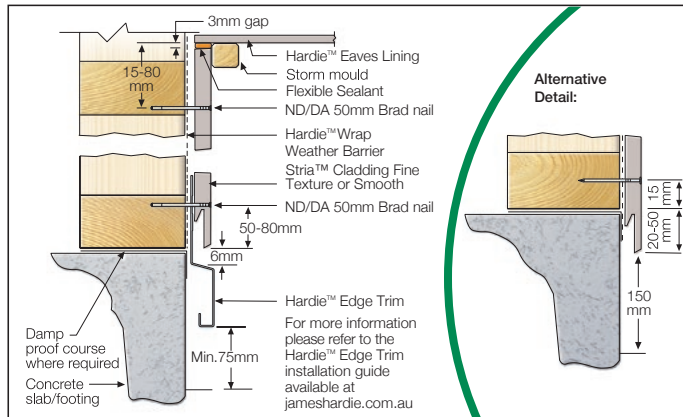 3mm gap
15-80
mm
Hardie™ Eaves Lining
Storm mould
Flexible Sealant
ND/DA 50mm Brad nail
Hardie™Wrap
Weather Barrier
Stria™ Cladding Fine
Texture or Smooth
ND/DA 50mm Brad nail
50-80mm
6mm
Hardie™ Edge Trim
For more information
please refer to the
Hardie™ Edge Trim
installation guide
available at
jameshardie.com.au
Min.75mm
Damp
proof course
where required
Concrete
slab/footing
Alternative
Detail:
15
mm
20-50
mm
150
mm